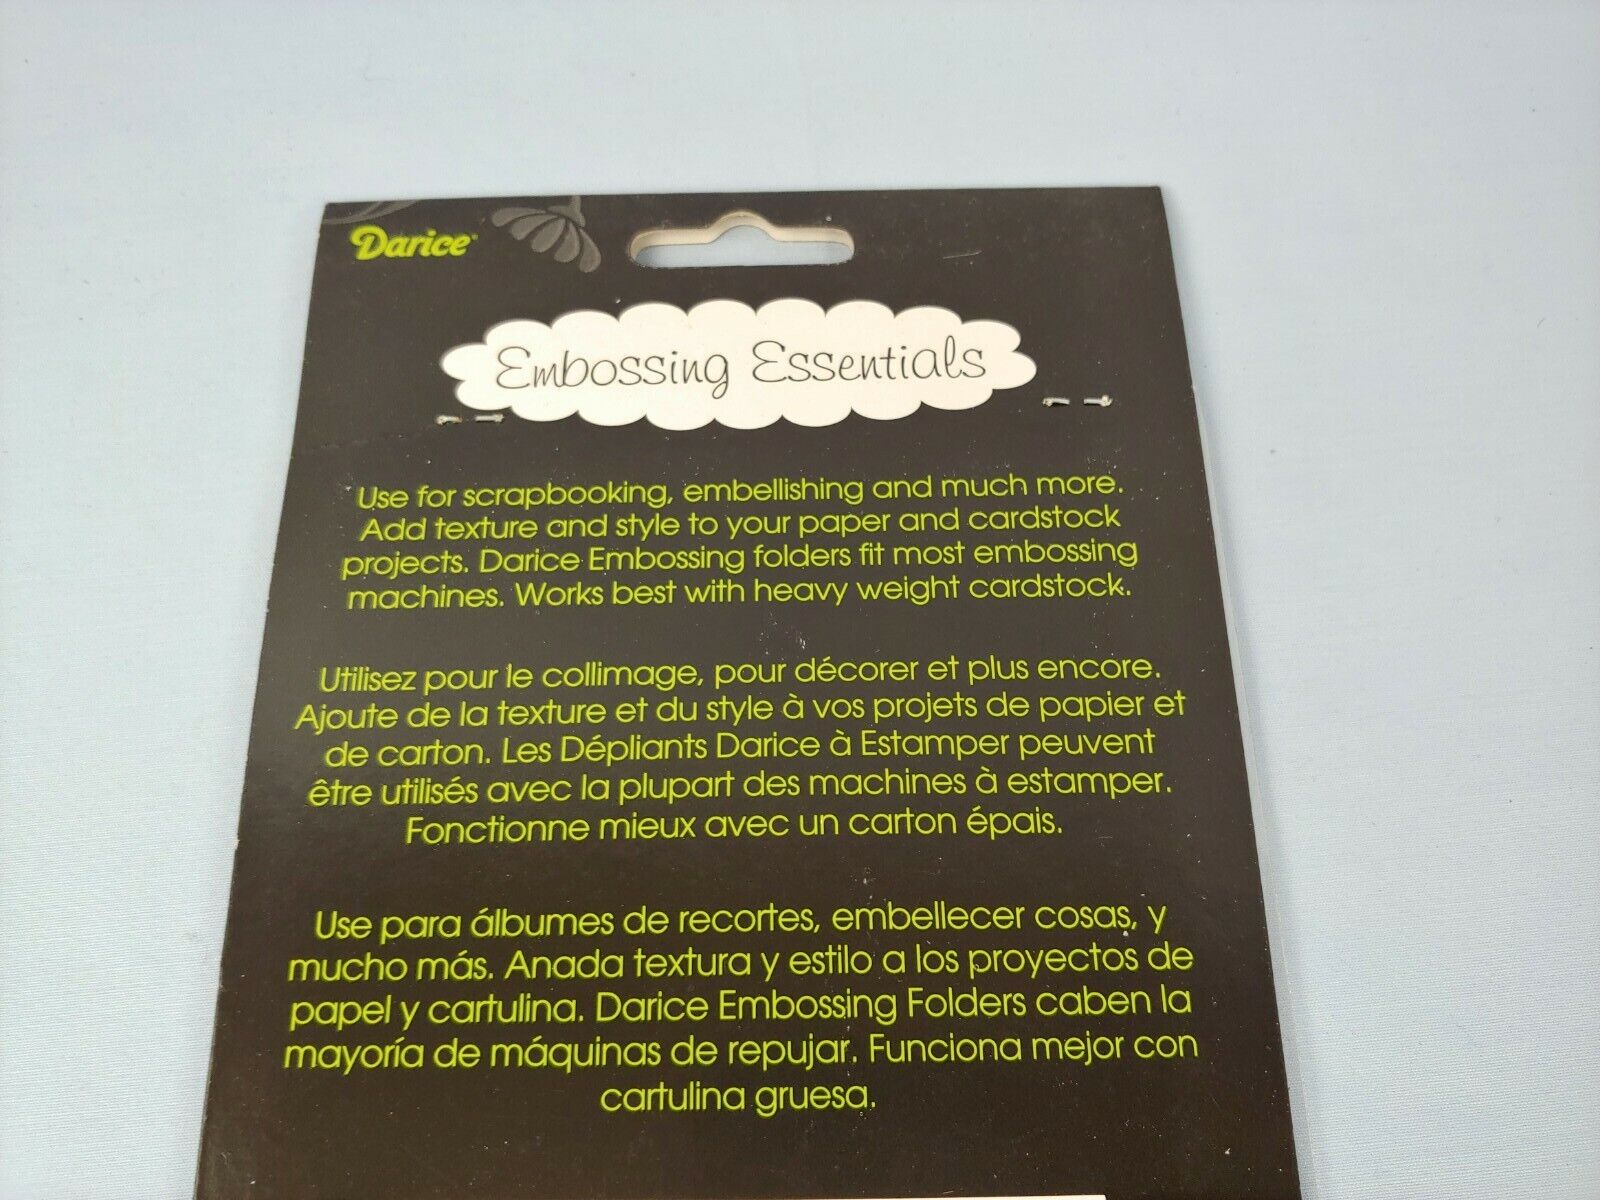 Darice
Embossing Essentials
Use for scrapbooking, embellishing and much more.
Add texture and style to your paper and cardstock
projects. Darice Embossing folders fit most embossing
machines. Works best with heavy weight cardstock.
Utilisez pour le collimage, pour décorer et plus encore.
Ajoute de la texture et du style à vos projets de papier et
de carton. Les Dépliants Darice à Estamper peuvent
être utilisés avec la plupart des machines à estamper.
Fonctionne mieux avec un carton épais.
Use para álbumes de recortes, embellecer cosas, y
mucho más. Anada textura y estilo a los proyectos de
papel y cartulina. Darice Embossing Folders caben la
mayoría de máquinas de repujar. Funciona mejor con
cartulina gruesa.